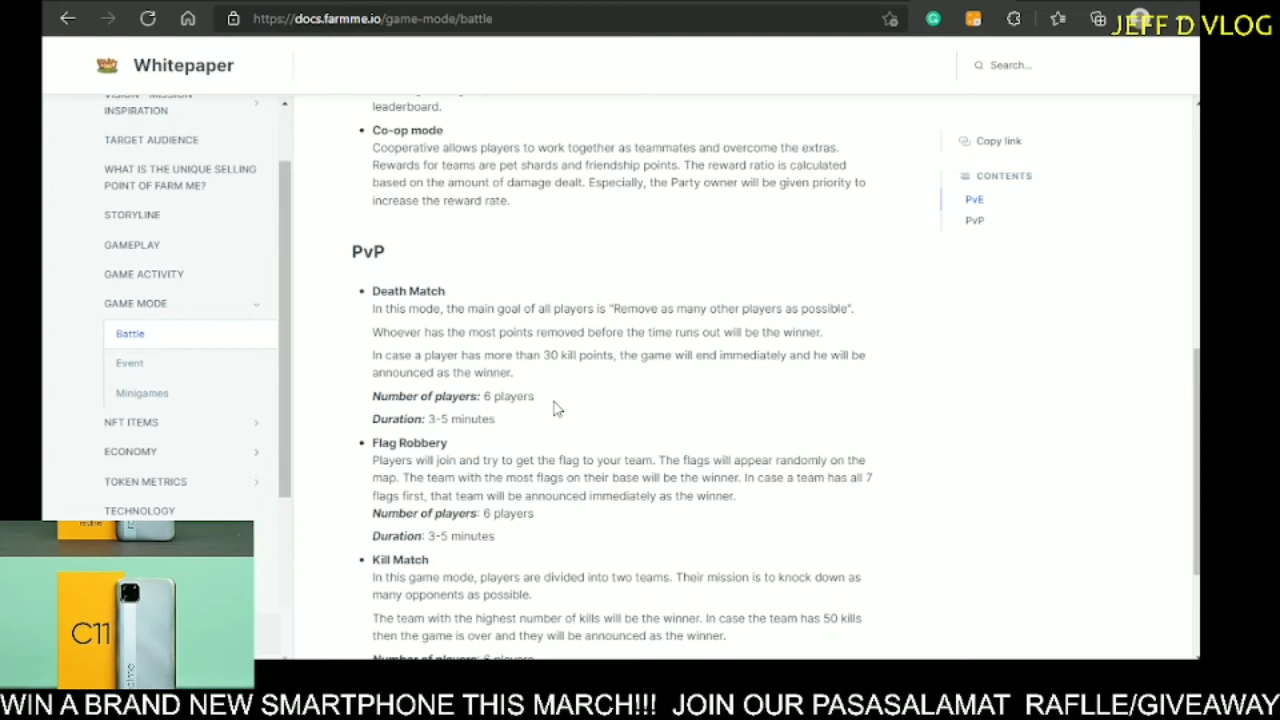 https://docs.farmme.io/game-mode/battle
JEFF D VLOG
Whitepaper
Search...
VISION - MISSION -
INSPIRATION
TARGET AUDIENCE
WHAT IS THE UNIQUE SELLING
POINT OF FARM ME?
STORYLINE
GAMEPLAY
GAME ACTIVITY
GAME MODE
Battle
Event
Minigames
NFT ITEMS
ECONOMY
TOKEN METRICS
TECHNOLOGY
leaderboard.
Co-op mode
Cooperative allows players to work together as teammates and overcome the extras.
Rewards for teams are pet shards and friendship points. The reward ratio is calculated
based on the amount of damage dealt. Especially, the Party owner will be given priority to
increase the reward rate.
PvP
Death Match
In this mode, the main goal of all players is "Remove as many other players as possible".
Whoever has the most points removed before the time runs out will be the winner.
In case a player has more than 30 kill points, the game will end immediately and he will be
announced as the winner.
Number of players: 6 players
Duration: 3-5 minutes
Flag Robbery
Players will join and try to get the flag to your team. The flags will appear randomly on the
map. The team with the most flags on their base will be the winner. In case a team has all 7
flags first, that team will be announced immediately as the winner.
Number of players: 6 players
Duration: 3-5 minutes
Kill Match
In this game mode, players are divided into two teams. Their mission is to knock down as
many opponents as possible.
The team with the highest number of kills will be the winner. In case the team has 50 kills
then the game is over and they will be announced as the winner.
Number of players: 6 players
Copy link
CONTENTS
PvE
PvP
realme
C11
realme
WIN A BRAND NEW SMARTPHONE THIS MARCH!!! JOIN OUR PASASALAMAT RAFLLE/GIVEAWAY